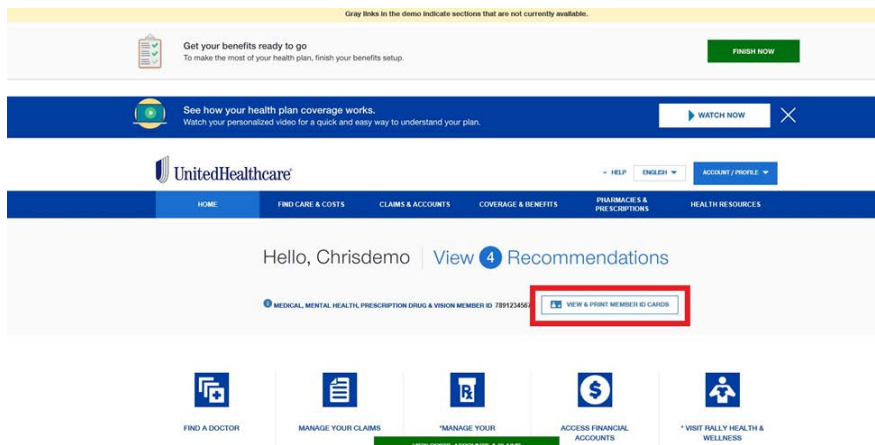 Gray links in the demo indicate sections that are not currently available.
Get your benefits ready to go
To make the most of your health plan, finish your benefits setup.
FINISH NOW
See how your health plan coverage works.
Watch your personalized video for a quick and easy way to understand your plan.
WATCH NOW
UnitedHealthcare
HELP
ENGLISH
ACCOUNT / PROFILE
HOME
FIND CARE & COSTS
CLAIMS & ACCOUNTS
COVERAGE & BENEFITS
PHARMACIES &
PRESCRIPTIONS
HEALTH RESOURCES
Hello, Chrisdemo
View 4 Recommendations
MEDICAL, MENTAL HEALTH, PRESCRIPTION DRUG & VISION MEMBER ID 7891234567
VIEW & PRINT MEMBER ID CARDS
Rx
$
FIND A DOCTOR
MANAGE YOUR CLAIMS
*MANAGE YOUR
ACCESS FINANCIAL
ACCOUNTS
* VISIT RALLY HEALTH &
WELLNESS